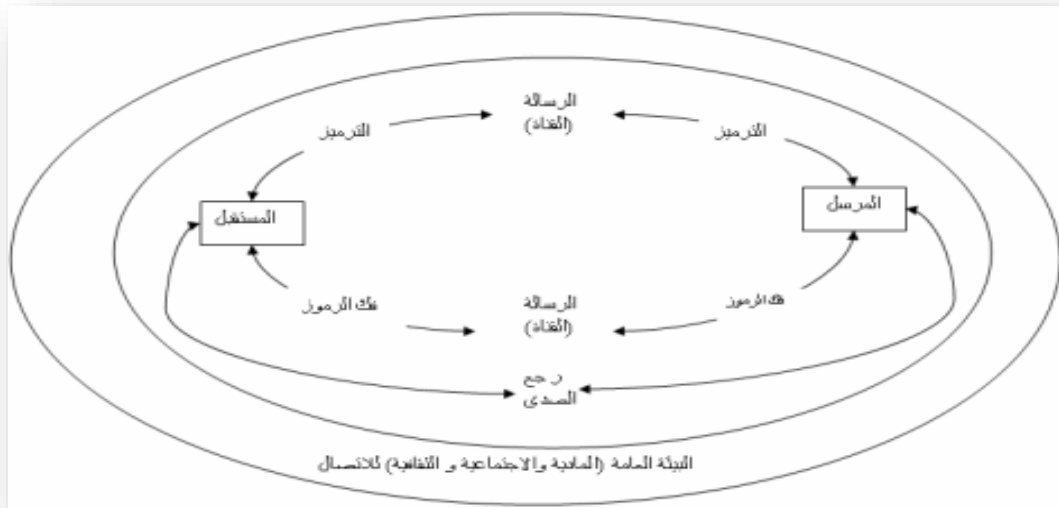 الرسالة
(القناة)
الترميز
الترميز
المرسل
المستقبل
فك الرموز
الرسالة
(القناة)
فك الرموز
رجع
الصدى
البيئة العامة (المادية والاجتماعية و الثقافية) للاتصال